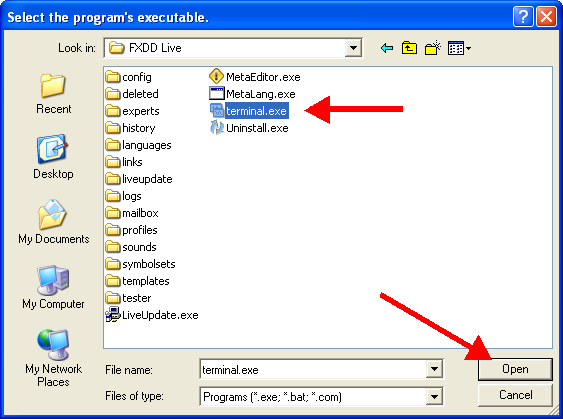 Select the program's executable.
Look in: FXDD Live
Recent
Desktop
My Documents
My Computer
My Network
Places
config
deleted
experts
history
languages
links
liveupdate
logs
mailbox
profiles
sounds
symbolsets
templates
tester
LiveUpdate.exe
MetaEditor.exe
MetaLang.exe
terminal.exe
Uninstall.exe
File name: terminal.exe
Open
Files of type: Programs (*.exe; *.bat; *.com)
Cancel